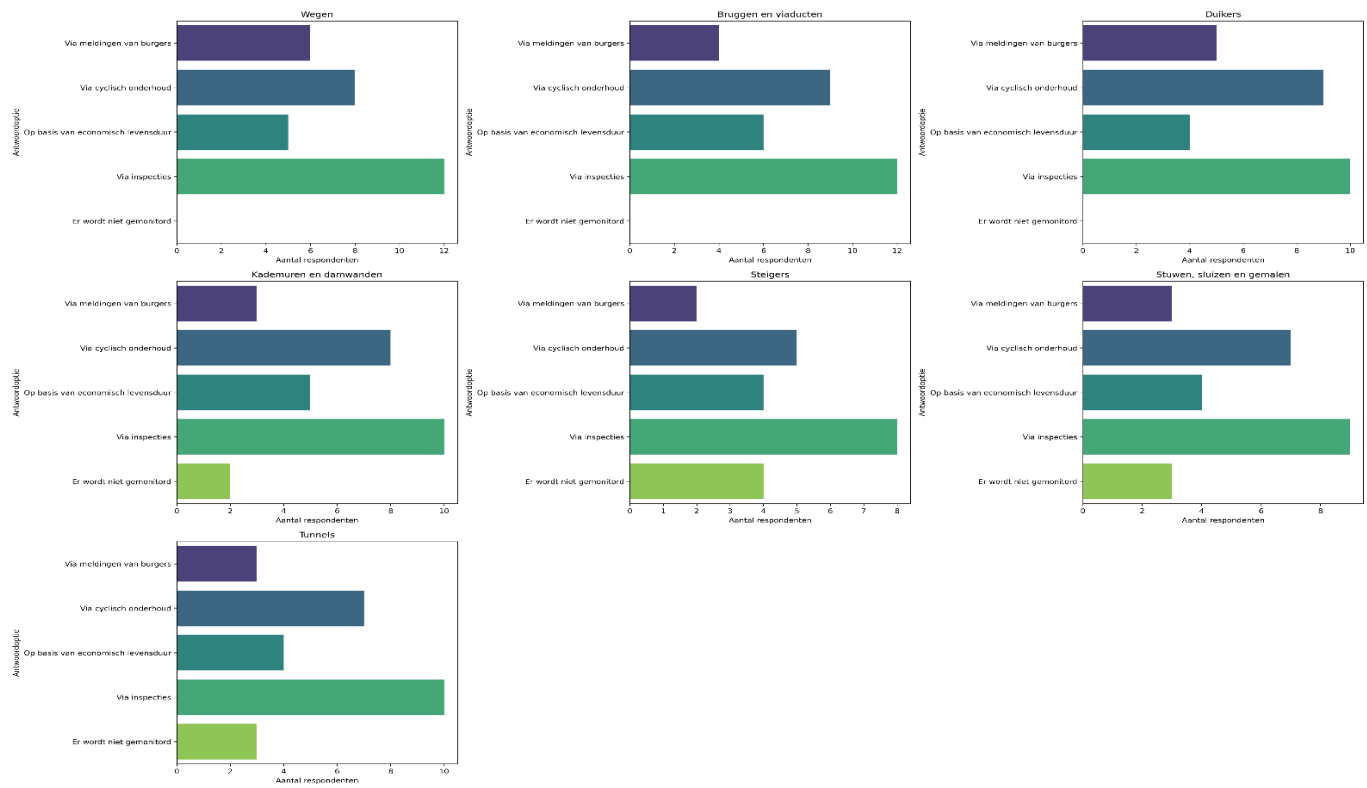 Wegen
Antwoordoptie
Via meldingen van burgers
Via cyclisch onderhoud
Op basis van economisch levensduur
Via inspecties
Er wordt niet gemonitord
0 2 4 6 8 10 12
Aantal respondenten
Bruggen en viaducten
Antwoordoptie
Via meldingen van burgers
Via cyclisch onderhoud
Op basis van economisch levensduur
Via inspecties
Er wordt niet gemonitord
0 2 4 6 8 10 12
Aantal respondenten
Duikers
Antwoordoptie
Via meldingen van burgers
Via cyclisch onderhoud
Op basis van economisch levensduur
Via inspecties
Er wordt niet gemonitord
0 2 4 6 8 10
Aantal respondenten
Kademuren en damwanden
Antwoordoptie
Via meldingen van burgers
Via cyclisch onderhoud
Op basis van economisch levensduur
Via inspecties
Er wordt niet gemonitord
0 2 4 6 8 10
Aantal respondenten
Steigers
Antwoordoptie
Via meldingen van burgers
Via cyclisch onderhoud
Op basis van economisch levensduur
Via inspecties
Er wordt niet gemonitord
0 1 2 3 4 5 6 7 8
Aantal respondenten
Stuwen, sluizen en gemalen
Antwoordoptie
Via meldingen van burgers
Via cyclisch onderhoud
Op basis van economisch levensduur
Via inspecties
Er wordt niet gemonitord
0 2 4 6 8
Aantal respondenten
Tunnels
Antwoordoptie
Via meldingen van burgers
Via cyclisch onderhoud
Op basis van economisch levensduur
Via inspecties
Er wordt niet gemonitord
0 2 4 6 8 10
Aantal respondenten